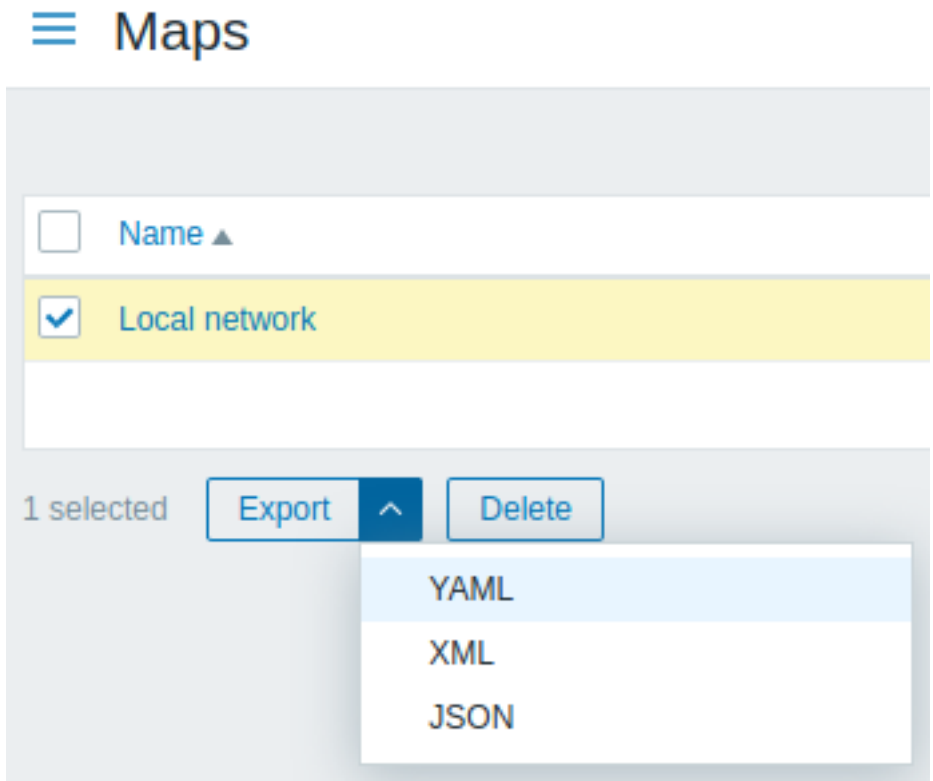 Maps
Name
Local network
1 selected Export Delete
YAML
XML
JSON